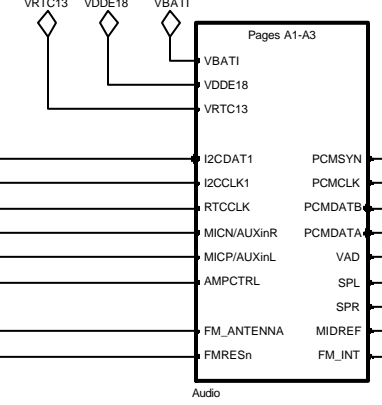 VRTC13 VDDE18 VBATI
Pages A1-A3
VBATI
VDDE18
VRTC13
I2CDAT1 PCMSYN
I2CCLK1 PCMCLK
RTCCLK PCMDATB
MICN/AUXinR PCMDATA
MICP/AUXinL VAD
AMPCTRL SPL
SPR
FM_ANTENNA MIDREF
FMRESn FM_INT
Audio